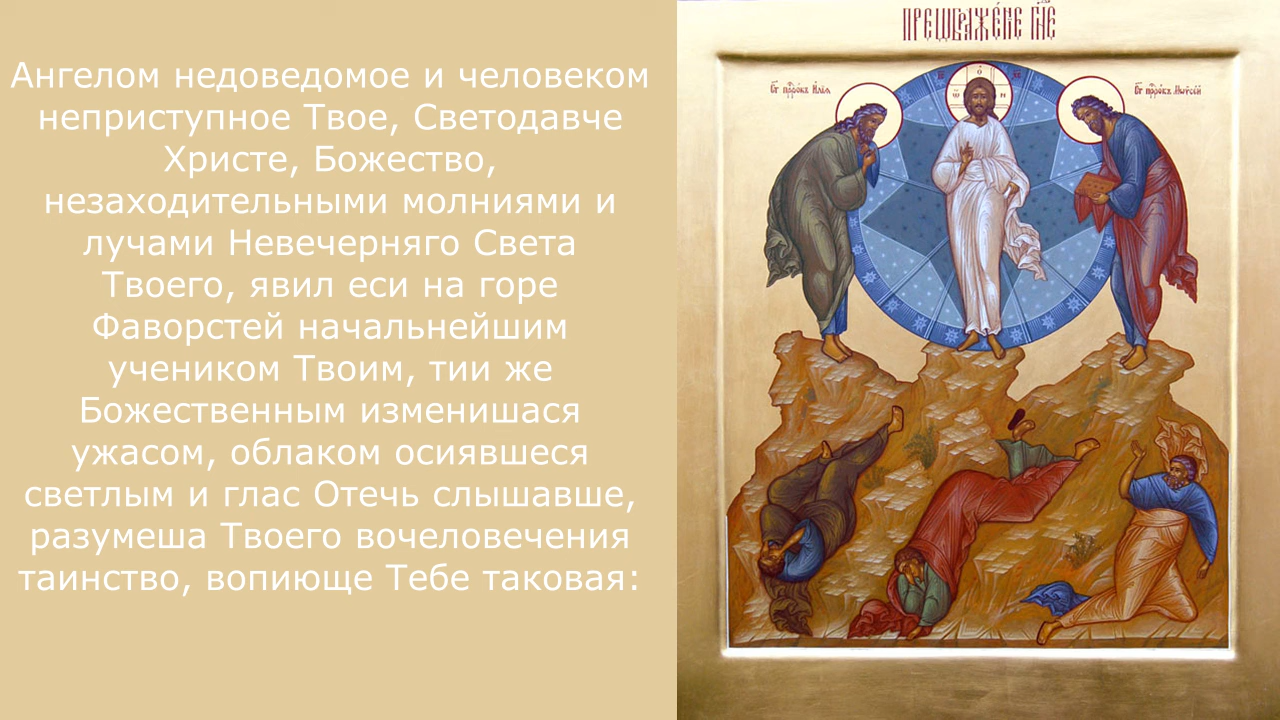 Ангелом недоведомое и человеком
неприступное Твое, Светодавче
Христе, Божество,
незаходительными молниями и
лучами Невечерняго Света
Твоего, явил еси на горе
Фаворстей начальнейшим
учеником Твоим, тии же
Божественным изменишася
ужасом, облаком осиявшеся
светлым и глас Отечь слышавше,
разумеша Твоего вочеловечения
таинство, вопиюще Тебе таковая: